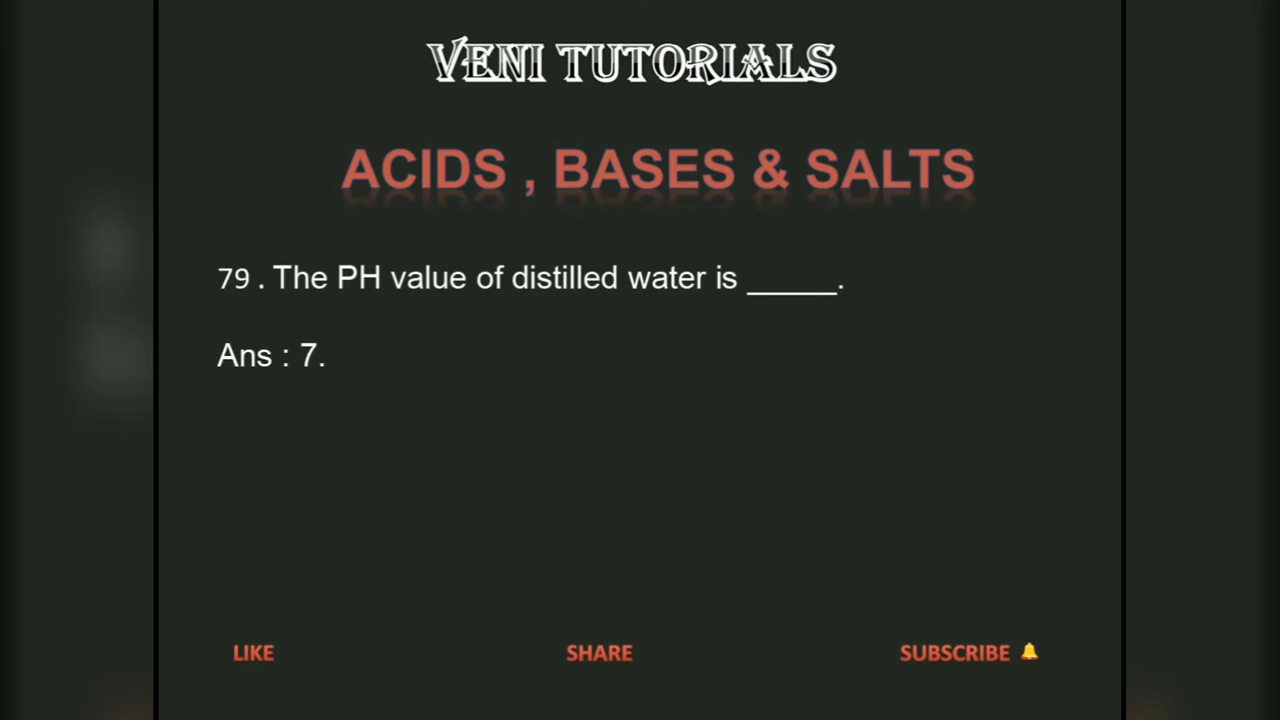 VENI TUTORIALS
ACIDS , BASES & SALTS
79 . The PH value of distilled water is _____.
Ans : 7.
LIKE SHARE SUBSCRIBE 🔔